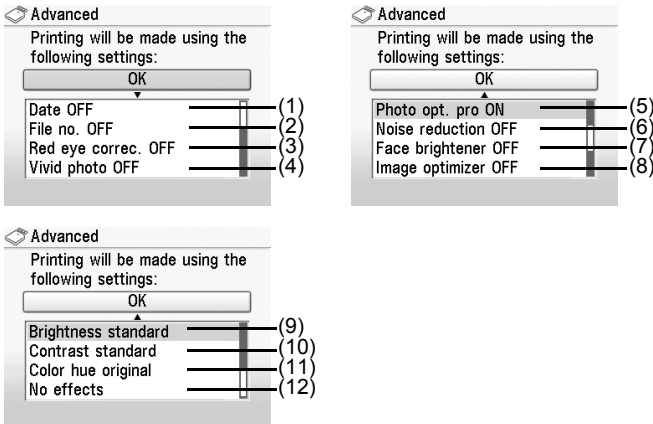 Advanced
Printing will be made using the
following settings:
OK
Date OFF (1)
File no. OFF (2)
Red eye correc. OFF (3)
Vivid photo OFF (4)
Advanced
Printing will be made using the
following settings:
OK
Photo opt. pro ON (5)
Noise reduction OFF (6)
Face brightener OFF (7)
Image optimizer OFF (8)
Advanced
Printing will be made using the
following settings:
OK
Brightness standard (9)
Contrast standard (10)
Color hue original (11)
No effects (12)